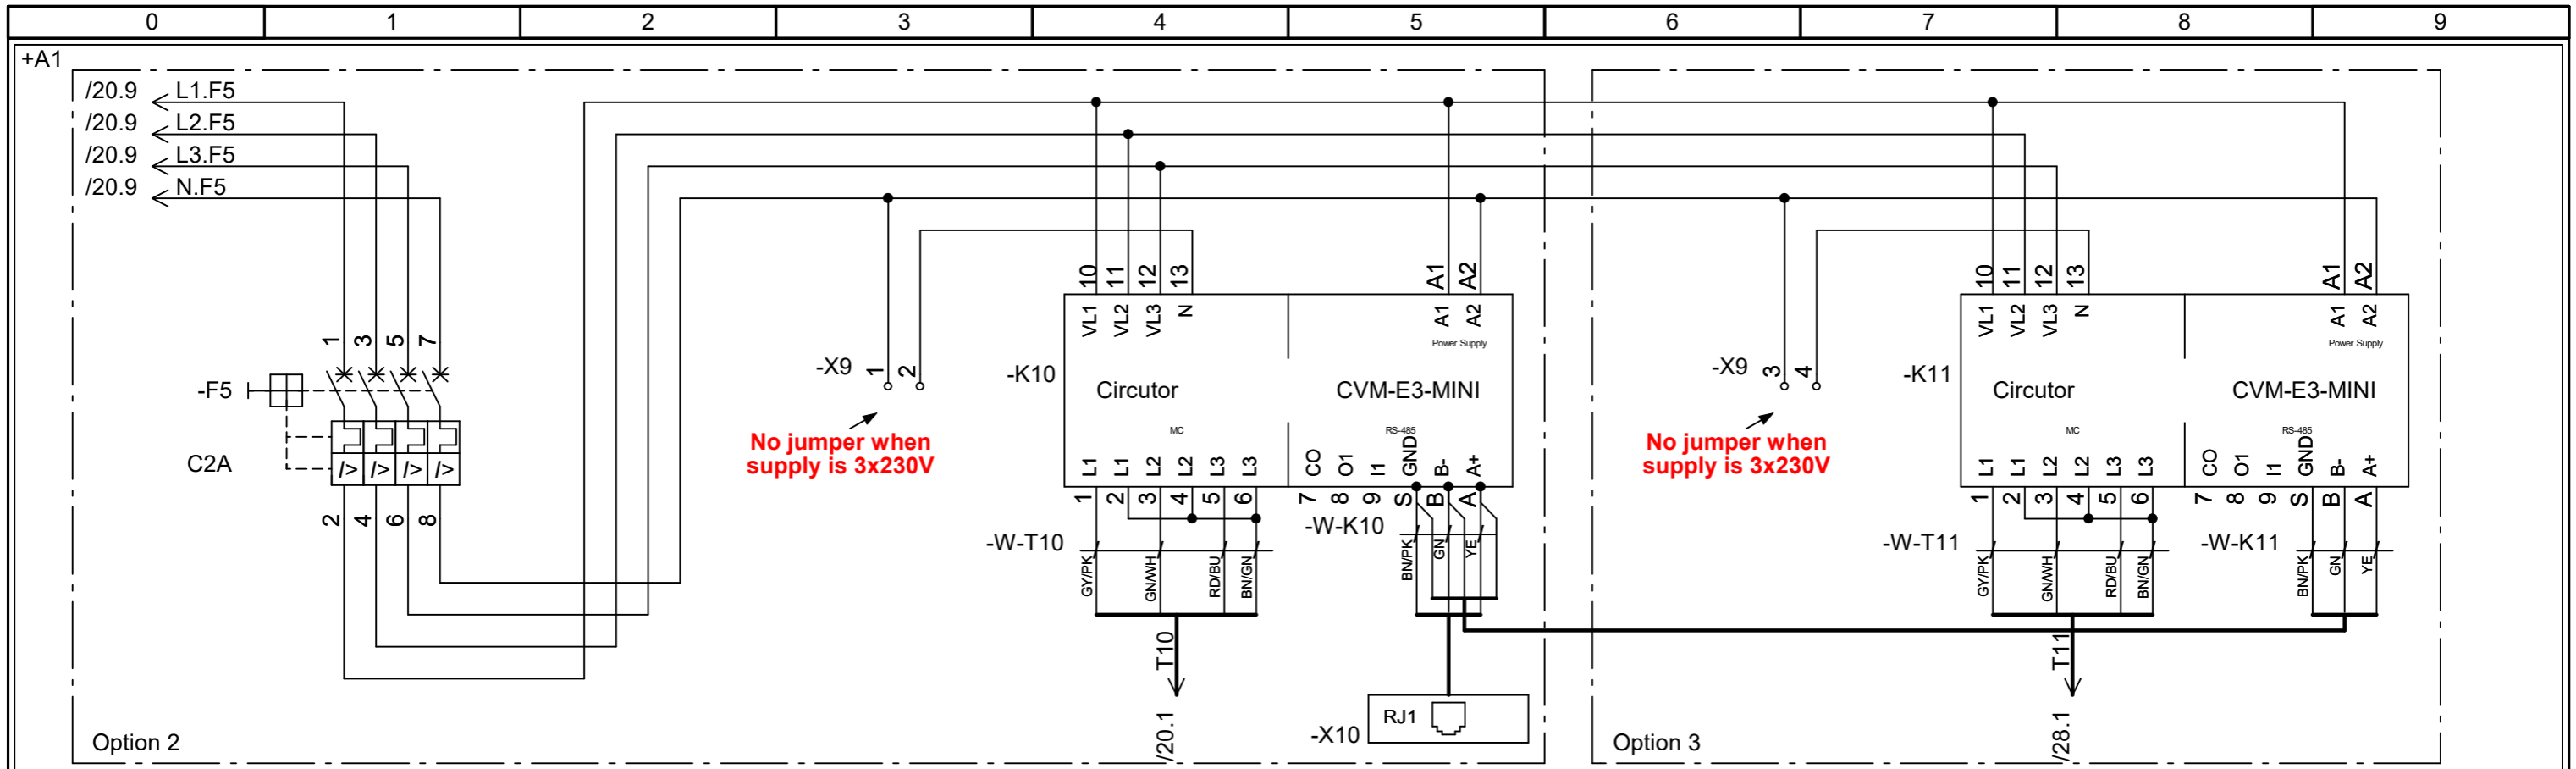 0 1 2 3 4 5 6 7 8 9
+A1
/20.9 L1.F5
/20.9 L2.F5
/20.9 L3.F5
/20.9 N.F5
10 11 12 13 A1 A2 10 11 12 13 A1 A2
VL1 VL2 VL3 N A1 A2 VL1 VL2 VL3 N A1 A2
Power Supply Power Supply
1 3 5 7
-X9 1 2 -K10 -X9 3 4 -K11
-F5 Circutor CVM-E3-MINI Circutor CVM-E3-MINI
No jumper when No jumper when
supply is 3x230V supply is 3x230V
MC RS-485 MC RS-485
C2A I> I> I> I>
L1 L1 L2 L2 L3 L3 CO O1 I1 GND B- A+ L1 L1 L2 L2 L3 L3 CO O1 I1 GND B- A+
1 2 3 4 5 6 7 8 9 S B A 1 2 3 4 5 6 7 8 9 S B A
2 4 6 8
-W-T10 -W-K10 -W-T11 -W-K11
GY/PK GN/WH RD/BU BN/GN BN/PK GN YE GY/PK GN/WH RD/BU BN/GN BN/PK GN YE
T10 T11
/20.1 /28.1
RJ1
-X10
Option 2 Option 3